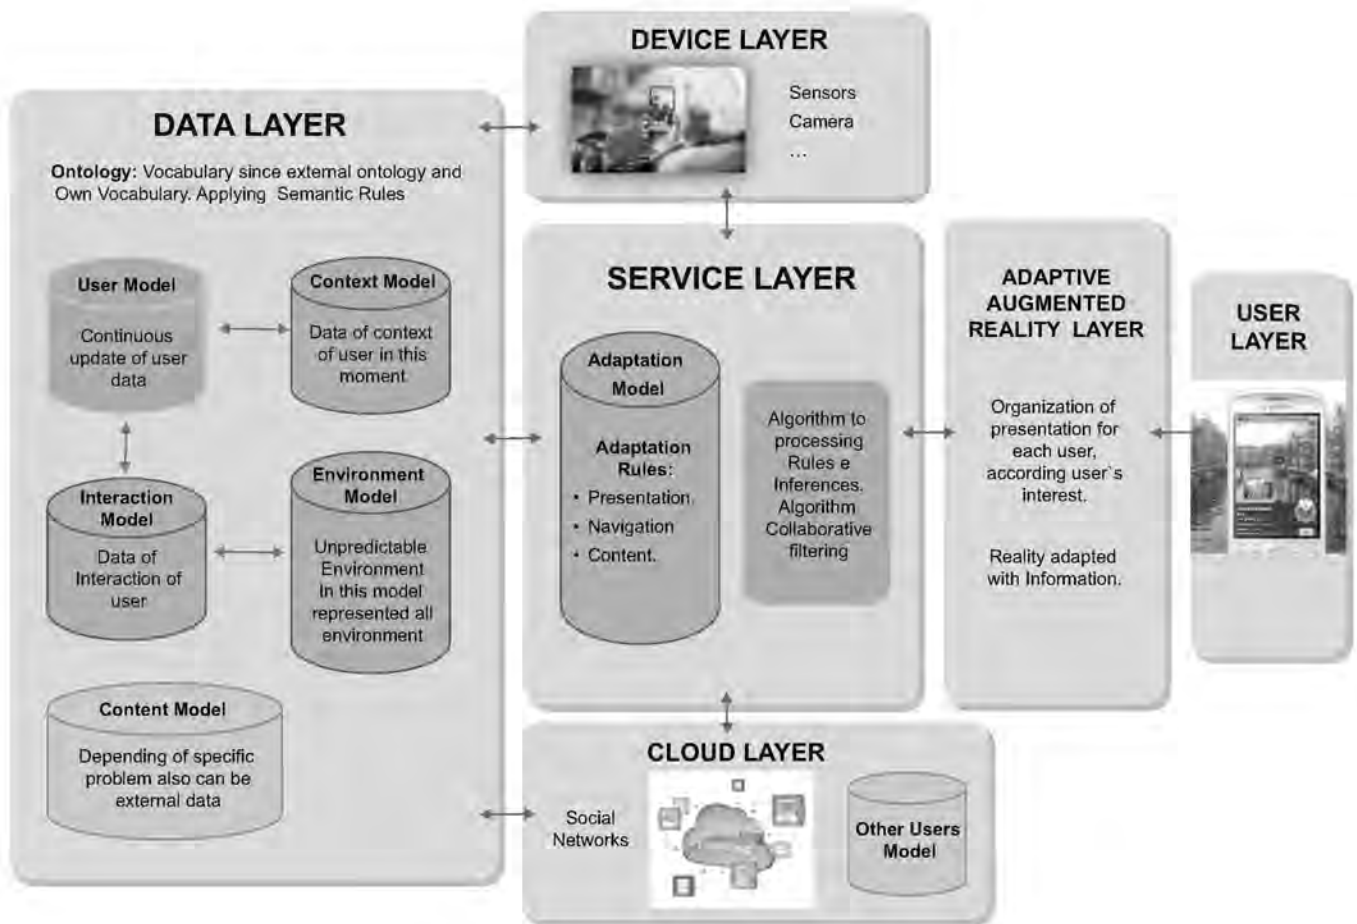 DEVICE LAYER
Sensors
Camera
...
DATA LAYER
Ontology: Vocabulary since external ontology and
Own Vocabulary. Applying Semantic Rules
User Model
Continuous
update of user
data
Context Model
Data of context
of user in this
moment
Interaction
Model
Data of
Interaction of
user
Environment
Model
Unpredictable
Environment
In this model
represented all
environment
Content Model
Depending of specific
problem also can be
external data
SERVICE LAYER
Adaptation
Model
Adaptation
Rules:
• Presentation.
• Navigation
• Content.
Algorithm to
processing
Rules e
Inferences.
Algorithm
Collaborative
filtering
ADAPTIVE
AUGMENTED
REALITY LAYER
Organization of
presentation for
each user,
according user`s
interest.
Reality adapted
with Information.
USER
LAYER
CLOUD LAYER
Social
Networks
Other Users
Model